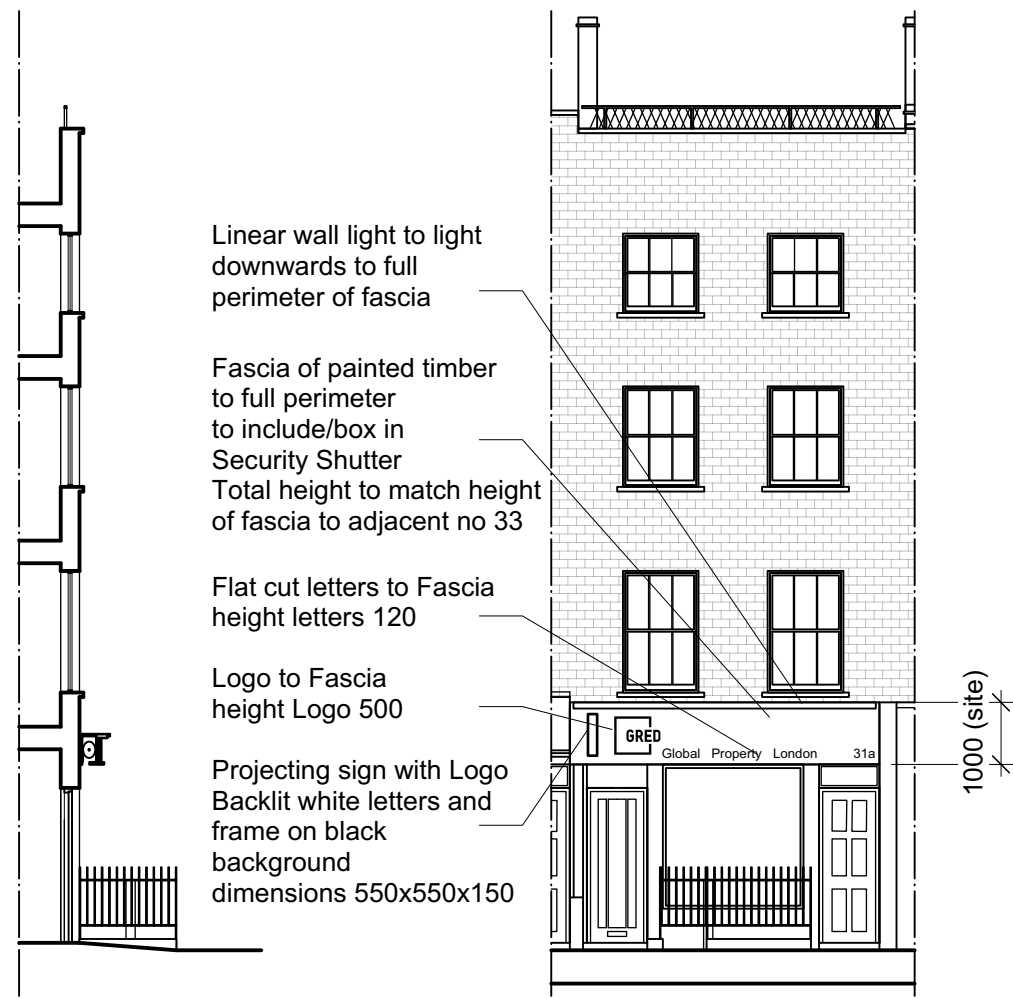 Linear wall light to light
downwards to full
perimeter of fascia
Fascia of painted timber
to full perimeter
to include/box in
Security Shutter
Total height to match height
of fascia to adjacent no 33
Flat cut letters to Fascia
height letters 120
Logo to Fascia
height Logo 500
Projecting sign with Logo
Backlit white letters and
frame on black
background
dimensions 550x550x150
GRED
Global Property London 31a
1000 (site)